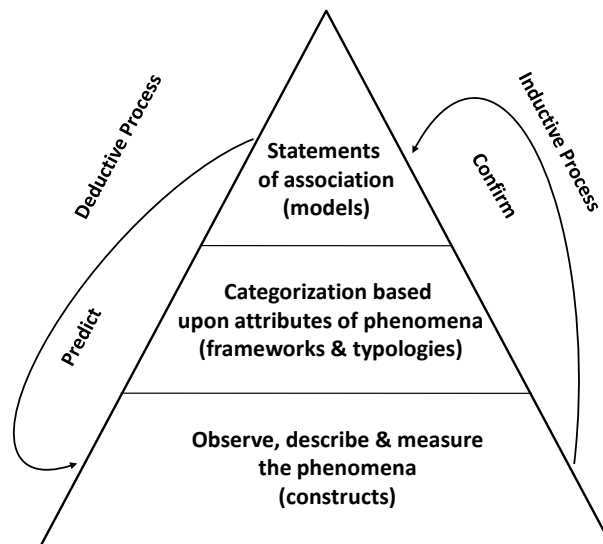 Deductive Process
Predict
Inductive Process
Confirm
Statements
of association
(models)
Categorization based
upon attributes of phenomena
(frameworks & typologies)
Observe, describe & measure
the phenomena
(constructs)